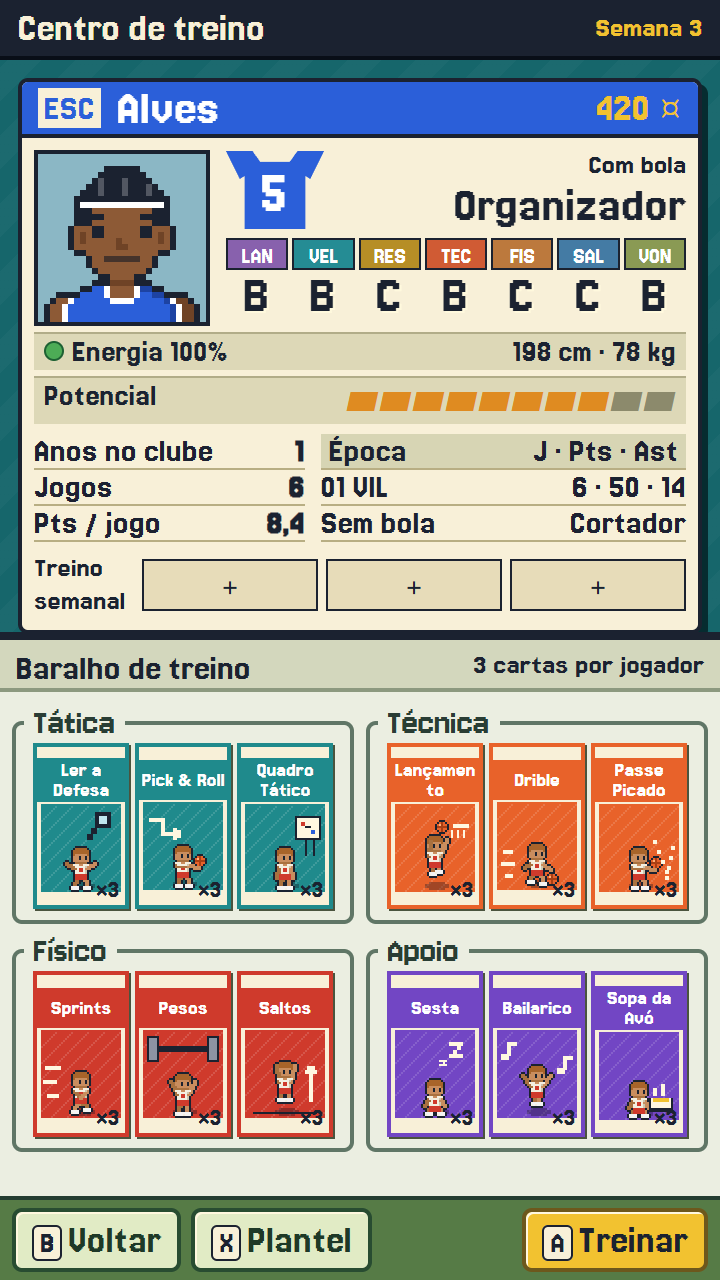 Centro de treino
Semana 3
ESC Alves
420 ¤
5
Com bola
Organizador
LAN VEL RES TEC FIS SAL VON
B B C B C C B
Energia 100%
198 cm · 78 kg
Potencial
Anos no clube 1
Época J · Pts · Ast
Jogos 6
01 VIL 6 · 50 · 14
Pts / jogo 8,4
Sem bola Cortador
Treino
semanal
+ + +
Baralho de treino
3 cartas por jogador
Tática
Ler a
Defesa
×3
Pick & Roll
×3
Quadro
Tático
×3
Técnica
Lançamen
to
×3
Drible
×3
Passe
Picado
×3
Físico
Sprints
×3
Pesos
×3
Saltos
×3
Apoio
Sesta
z Z
×3
Bailarico
×3
Sopa da
Avó
×3
B Voltar
X Plantel
A Treinar